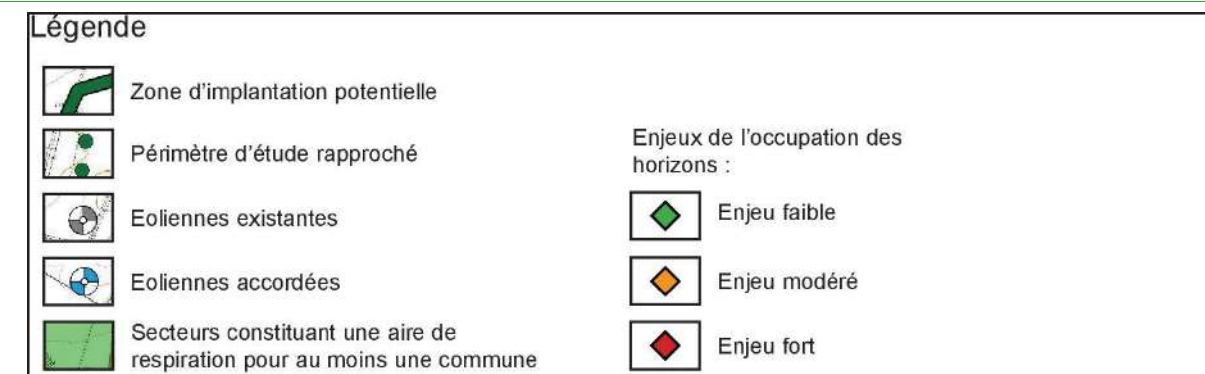 Légende
Zone d'implantation potentielle
Périmètre d'étude rapproché
Eoliennes existantes
Eoliennes accordées
Secteurs constituant une aire de
respiration pour au moins une commune
Enjeux de l'occupation des
horizons :
Enjeu faible
Enjeu modéré
Enjeu fort